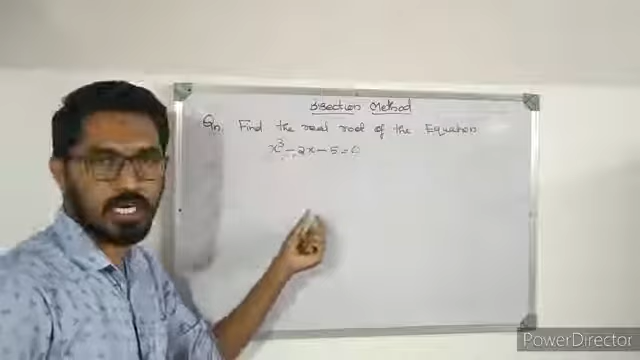 Bisection Method
Qn. Find the real root of the Equation
x³ - 2x - 5 = 0
PowerDirector